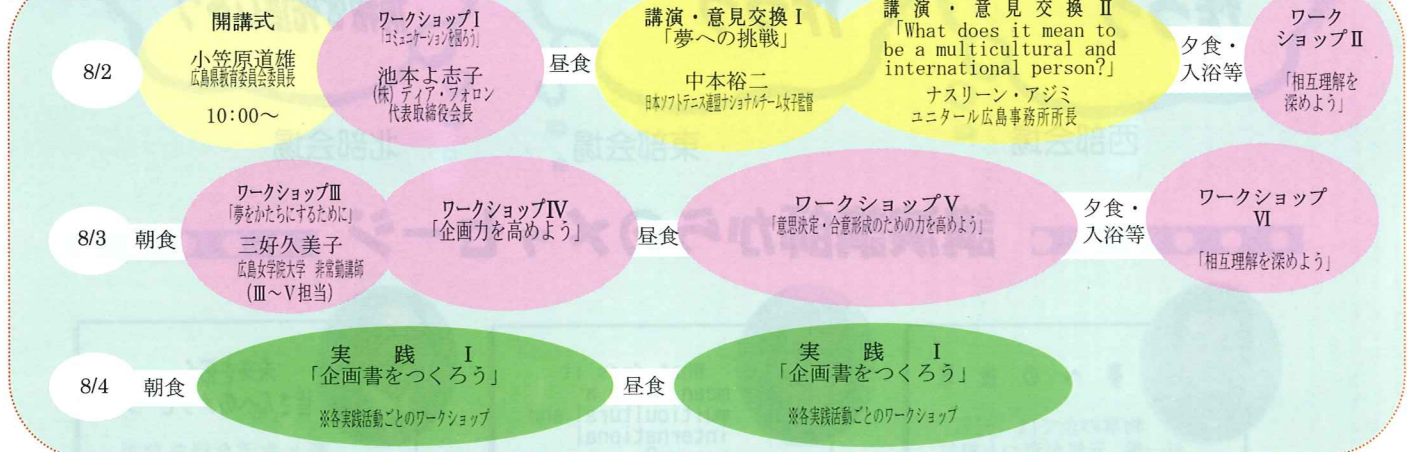 8/2
開講式
小笠原道雄
広島県教育委員会委員長
10:00～
ワークショップⅠ
「コミュニケーションを図ろう」
池本よ志子
(株)ディア・フォロン
代表取締役会長
昼食
講演・意見交換Ⅰ
「夢への挑戦」
中本裕二
日本ソフトテニス連盟ナショナルチーム女子監督
講演・意見交換Ⅱ
「What does it mean to
be a multicultural and
international person?」
ナスリーン・アジミ
ユニタール広島事務所所長
夕食・
入浴等
ワーク
ショップⅡ
「相互理解を
深めよう」
8/3
朝食
ワークショップⅢ
「夢をかたちにするために」
三好久美子
広島女学院大学 非常勤講師
(Ⅲ～Ⅴ担当)
ワークショップⅣ
「企画力を高めよう」
昼食
ワークショップⅤ
「意思決定・合意形成のための力を高めよう」
夕食・
入浴等
ワークショップ
Ⅵ
「相互理解を深めよう」
8/4
朝食
実践Ⅰ
「企画書をつくろう」
※各実践活動ごとのワークショップ
昼食
実践Ⅰ
「企画書をつくろう」
※各実践活動ごとのワークショップ